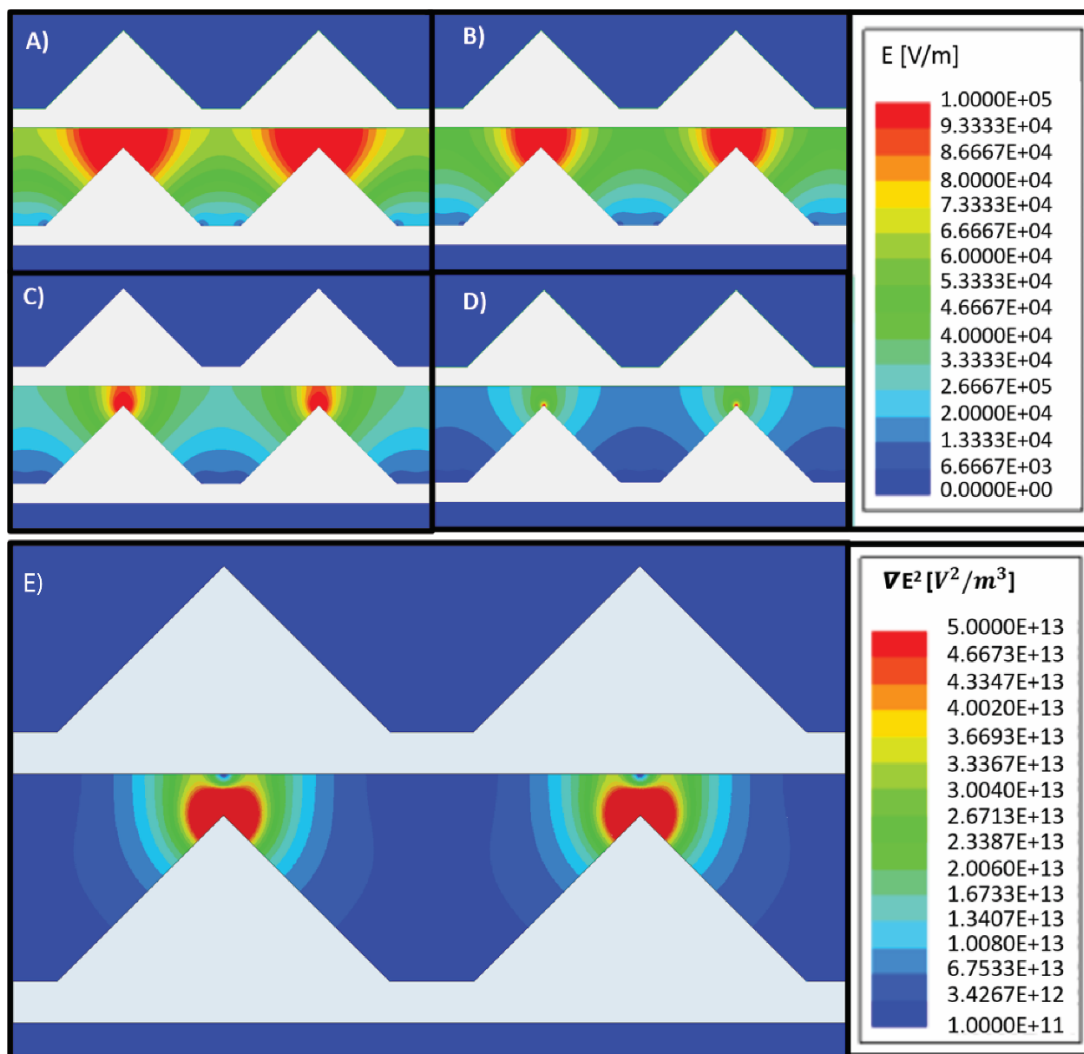 A)
B)
E [V/m]
1.0000E+05
9.3333E+04
8.6667E+04
8.0000E+04
7.3333E+04
6.6667E+04
6.0000E+04
5.3333E+04
4.6667E+04
4.0000E+04
3.3333E+04
2.6667E+05
2.0000E+04
1.3333E+04
6.6667E+03
0.0000E+00
C)
D)
E)
∇E² [V²/m³]
5.0000E+13
4.6673E+13
4.3347E+13
4.0020E+13
3.6693E+13
3.3367E+13
3.0040E+13
2.6713E+13
2.3387E+13
2.0060E+13
1.6733E+13
1.3407E+13
1.0080E+13
6.7533E+13
3.4267E+12
1.0000E+11